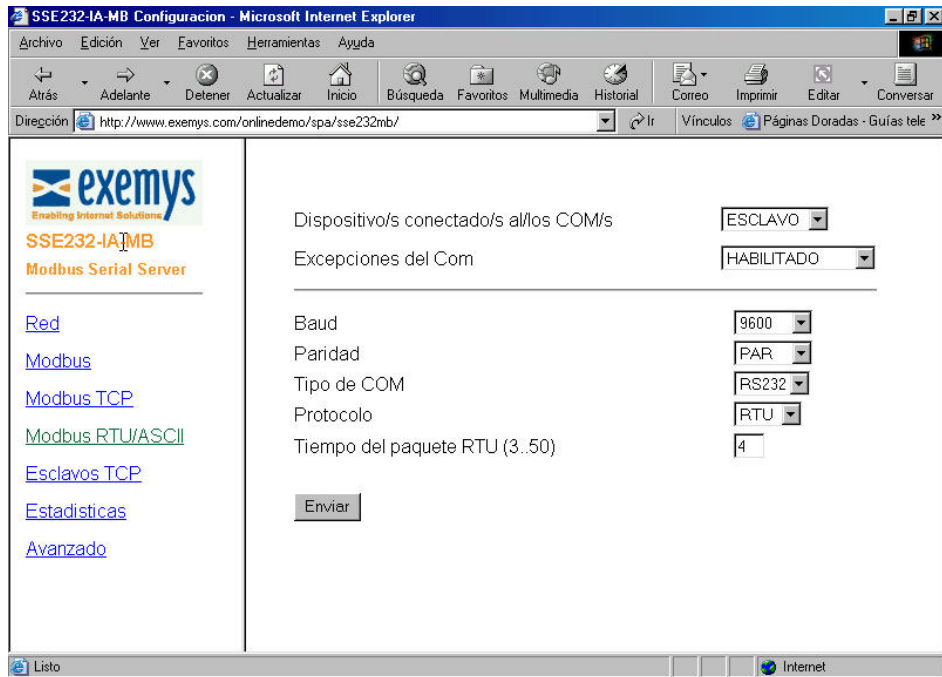 SSE232-IA-MB Configuracion - Microsoft Internet Explorer
Archivo Edición Ver Favoritos Herramientas Ayuda
Atrás Adelante Detener Actualizar Inicio Búsqueda Favoritos Multimedia Historial Correo Imprimir Editar Conversar
Dirección http://www.exemys.com/onlinedemo/spa/sse232mb/ Ir Vínculos Páginas Doradas - Guías tele »
exemys
Enabling Internet Solutions
SSE232-IA-MB
Modbus Serial Server
Red
Modbus
Modbus TCP
Modbus RTU/ASCII
Esclavos TCP
Estadisticas
Avanzado
Dispositivo/s conectado/s al/los COM/s ESCLAVO
Excepciones del Com HABILITADO
Baud 9600
Paridad PAR
Tipo de COM RS232
Protocolo RTU
Tiempo del paquete RTU (3..50) 4
Enviar
Listo Internet